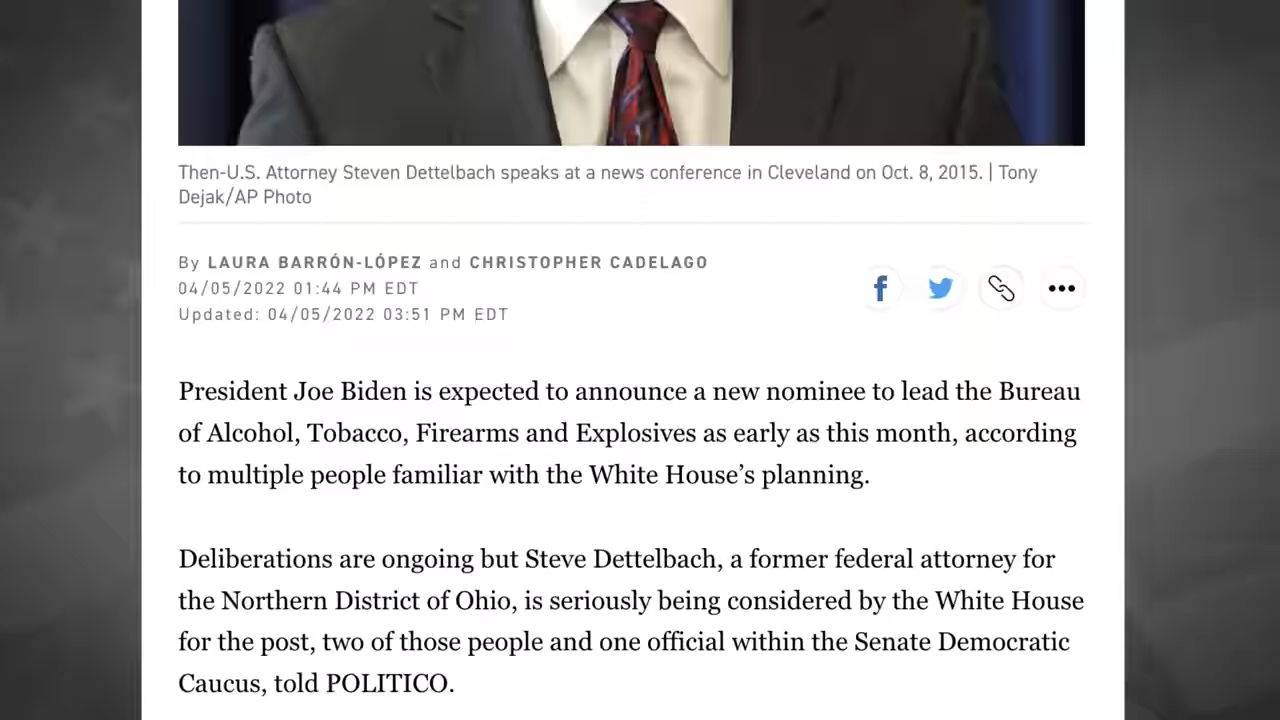 Then-U.S. Attorney Steven Dettelbach speaks at a news conference in Cleveland on Oct. 8, 2015. | Tony
Dejak/AP Photo
By LAURA BARRÓN-LÓPEZ and CHRISTOPHER CADELAGO
04/05/2022 01:44 PM EDT
Updated: 04/05/2022 03:51 PM EDT
President Joe Biden is expected to announce a new nominee to lead the Bureau
of Alcohol, Tobacco, Firearms and Explosives as early as this month, according
to multiple people familiar with the White House’s planning.
Deliberations are ongoing but Steve Dettelbach, a former federal attorney for
the Northern District of Ohio, is seriously being considered by the White House
for the post, two of those people and one official within the Senate Democratic
Caucus, told POLITICO.